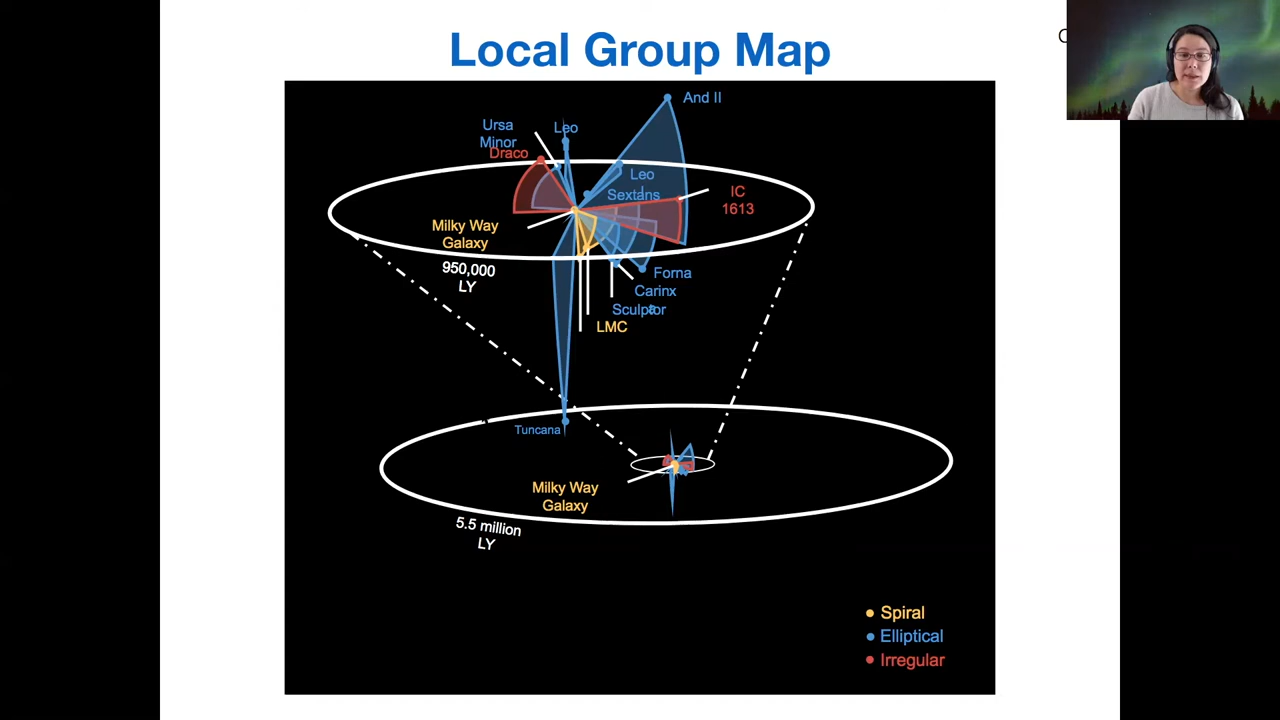 Local Group Map
C
And II
Ursa
Minor
Leo
Draco
Leo
Sextans
IC
1613
Milky Way
Galaxy
950,000
LY
Forna
Carinx
Sculptor
LMC
Tuncana
Milky Way
Galaxy
5.5 million
LY
Spiral
Elliptical
Irregular